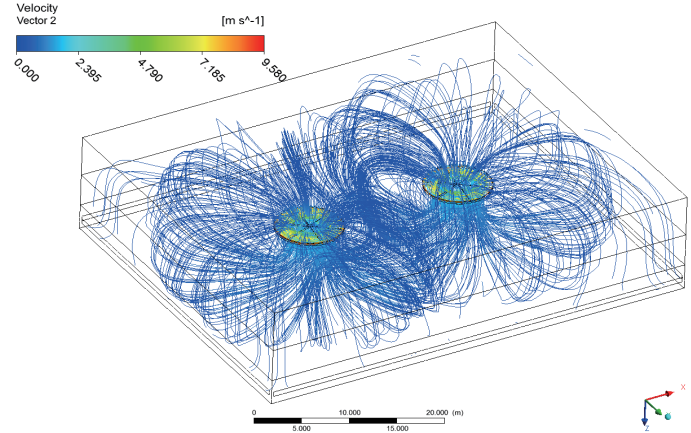 Velocity
Vector 2 [m s^-1]
0.000 2.395 4.790 7.185 9.580
0 10.000 20.000 (m)
5.000 15.000
X
Z